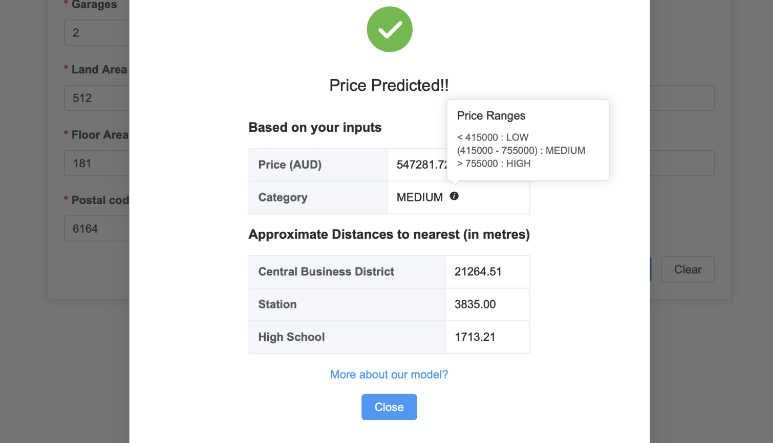 * Garages
2
* Land Area
512
* Floor Area
181
* Postal cod
6164
Clear
Price Predicted!!
Based on your inputs
Price (AUD) 547281.72
Category MEDIUM
Price Ranges
< 415000 : LOW
(415000 - 755000) : MEDIUM
> 755000 : HIGH
Approximate Distances to nearest (in metres)
Central Business District 21264.51
Station 3835.00
High School 1713.21
More about our model?
Close